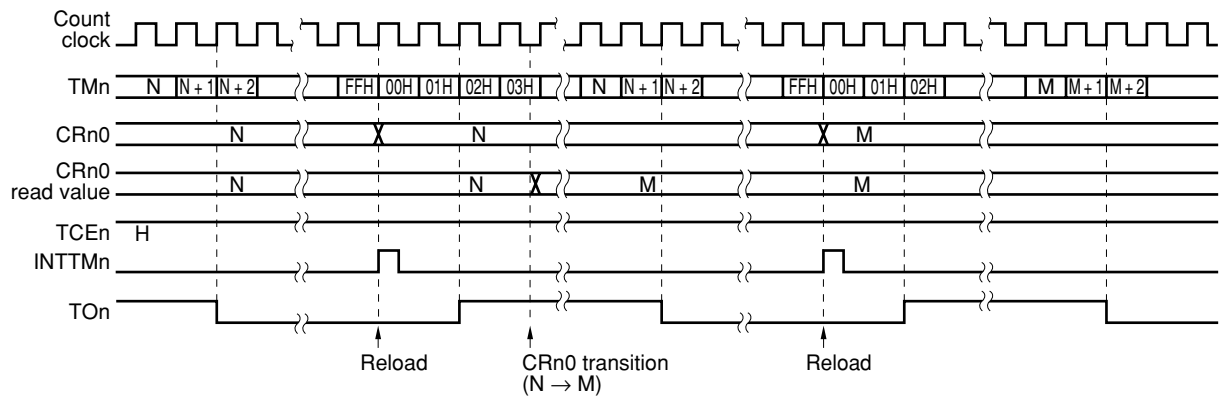 Count
clock
TMn N N + 1 N + 2 FFH 00H 01H 02H 03H N N + 1 N + 2 FFH 00H 01H 02H M M + 1 M + 2
CRn0 N N M
CRn0
read value N N M M
TCEn H
INTTMn
TOn
Reload CRn0 transition Reload
(N → M)